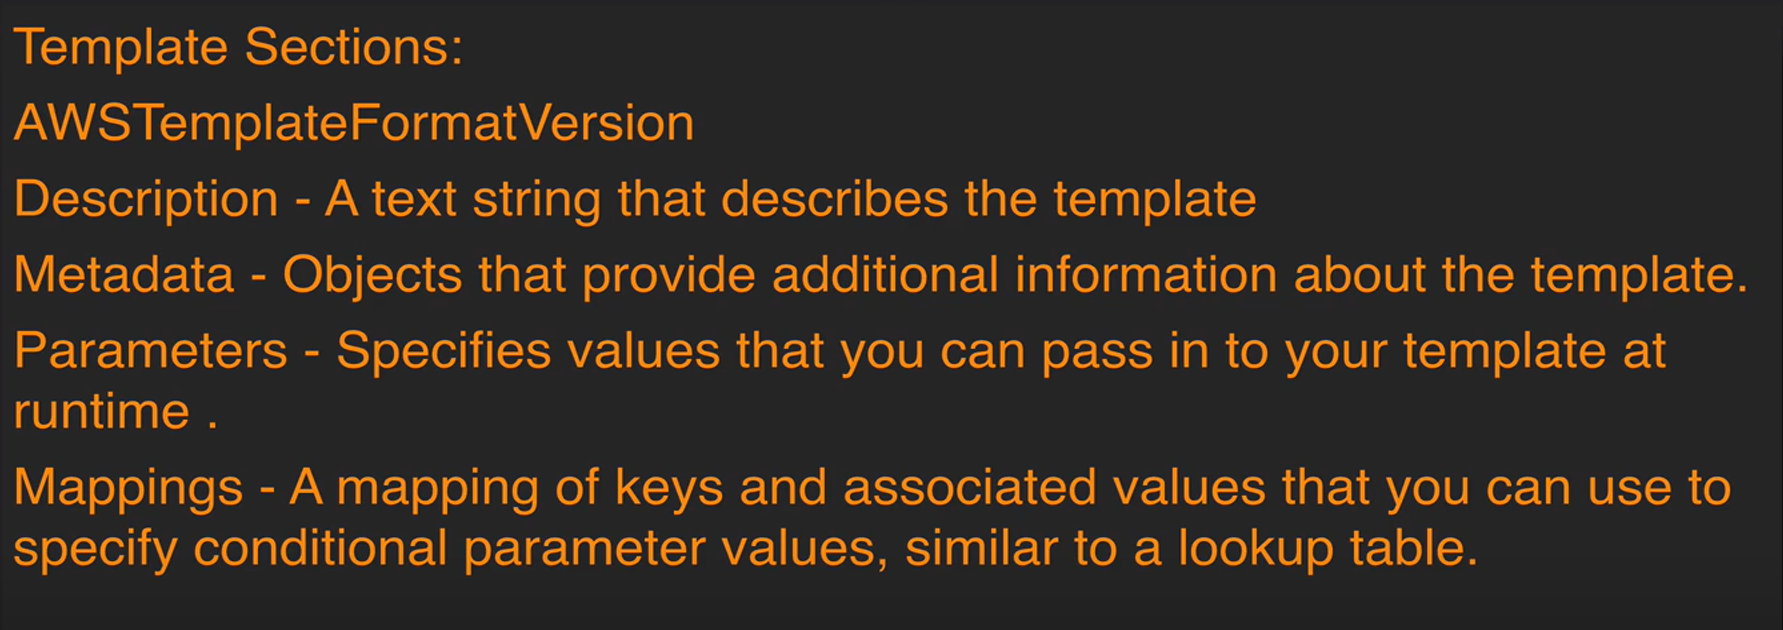 Template Sections:
AWSTemplateFormatVersion
Description - A text string that describes the template
Metadata - Objects that provide additional information about the template.
Parameters - Specifies values that you can pass in to your template at
runtime .
Mappings - A mapping of keys and associated values that you can use to
specify conditional parameter values, similar to a lookup table.